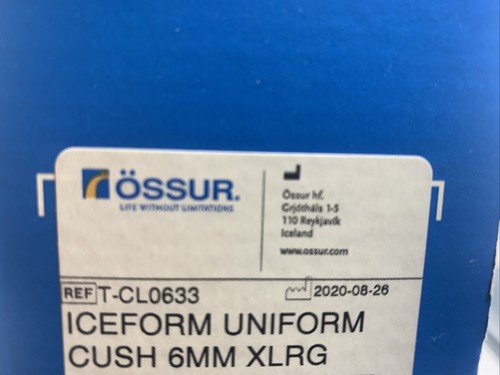 ÖSSUR.
LIFE WITHOUT LIMITATIONS
Össur hf.
Grjótháls 1-5
110 Reykjavík
Iceland
www.ossur.com
REF T-CL0633
2020-08-26
ICEFORM UNIFORM
CUSH 6MM XLRG